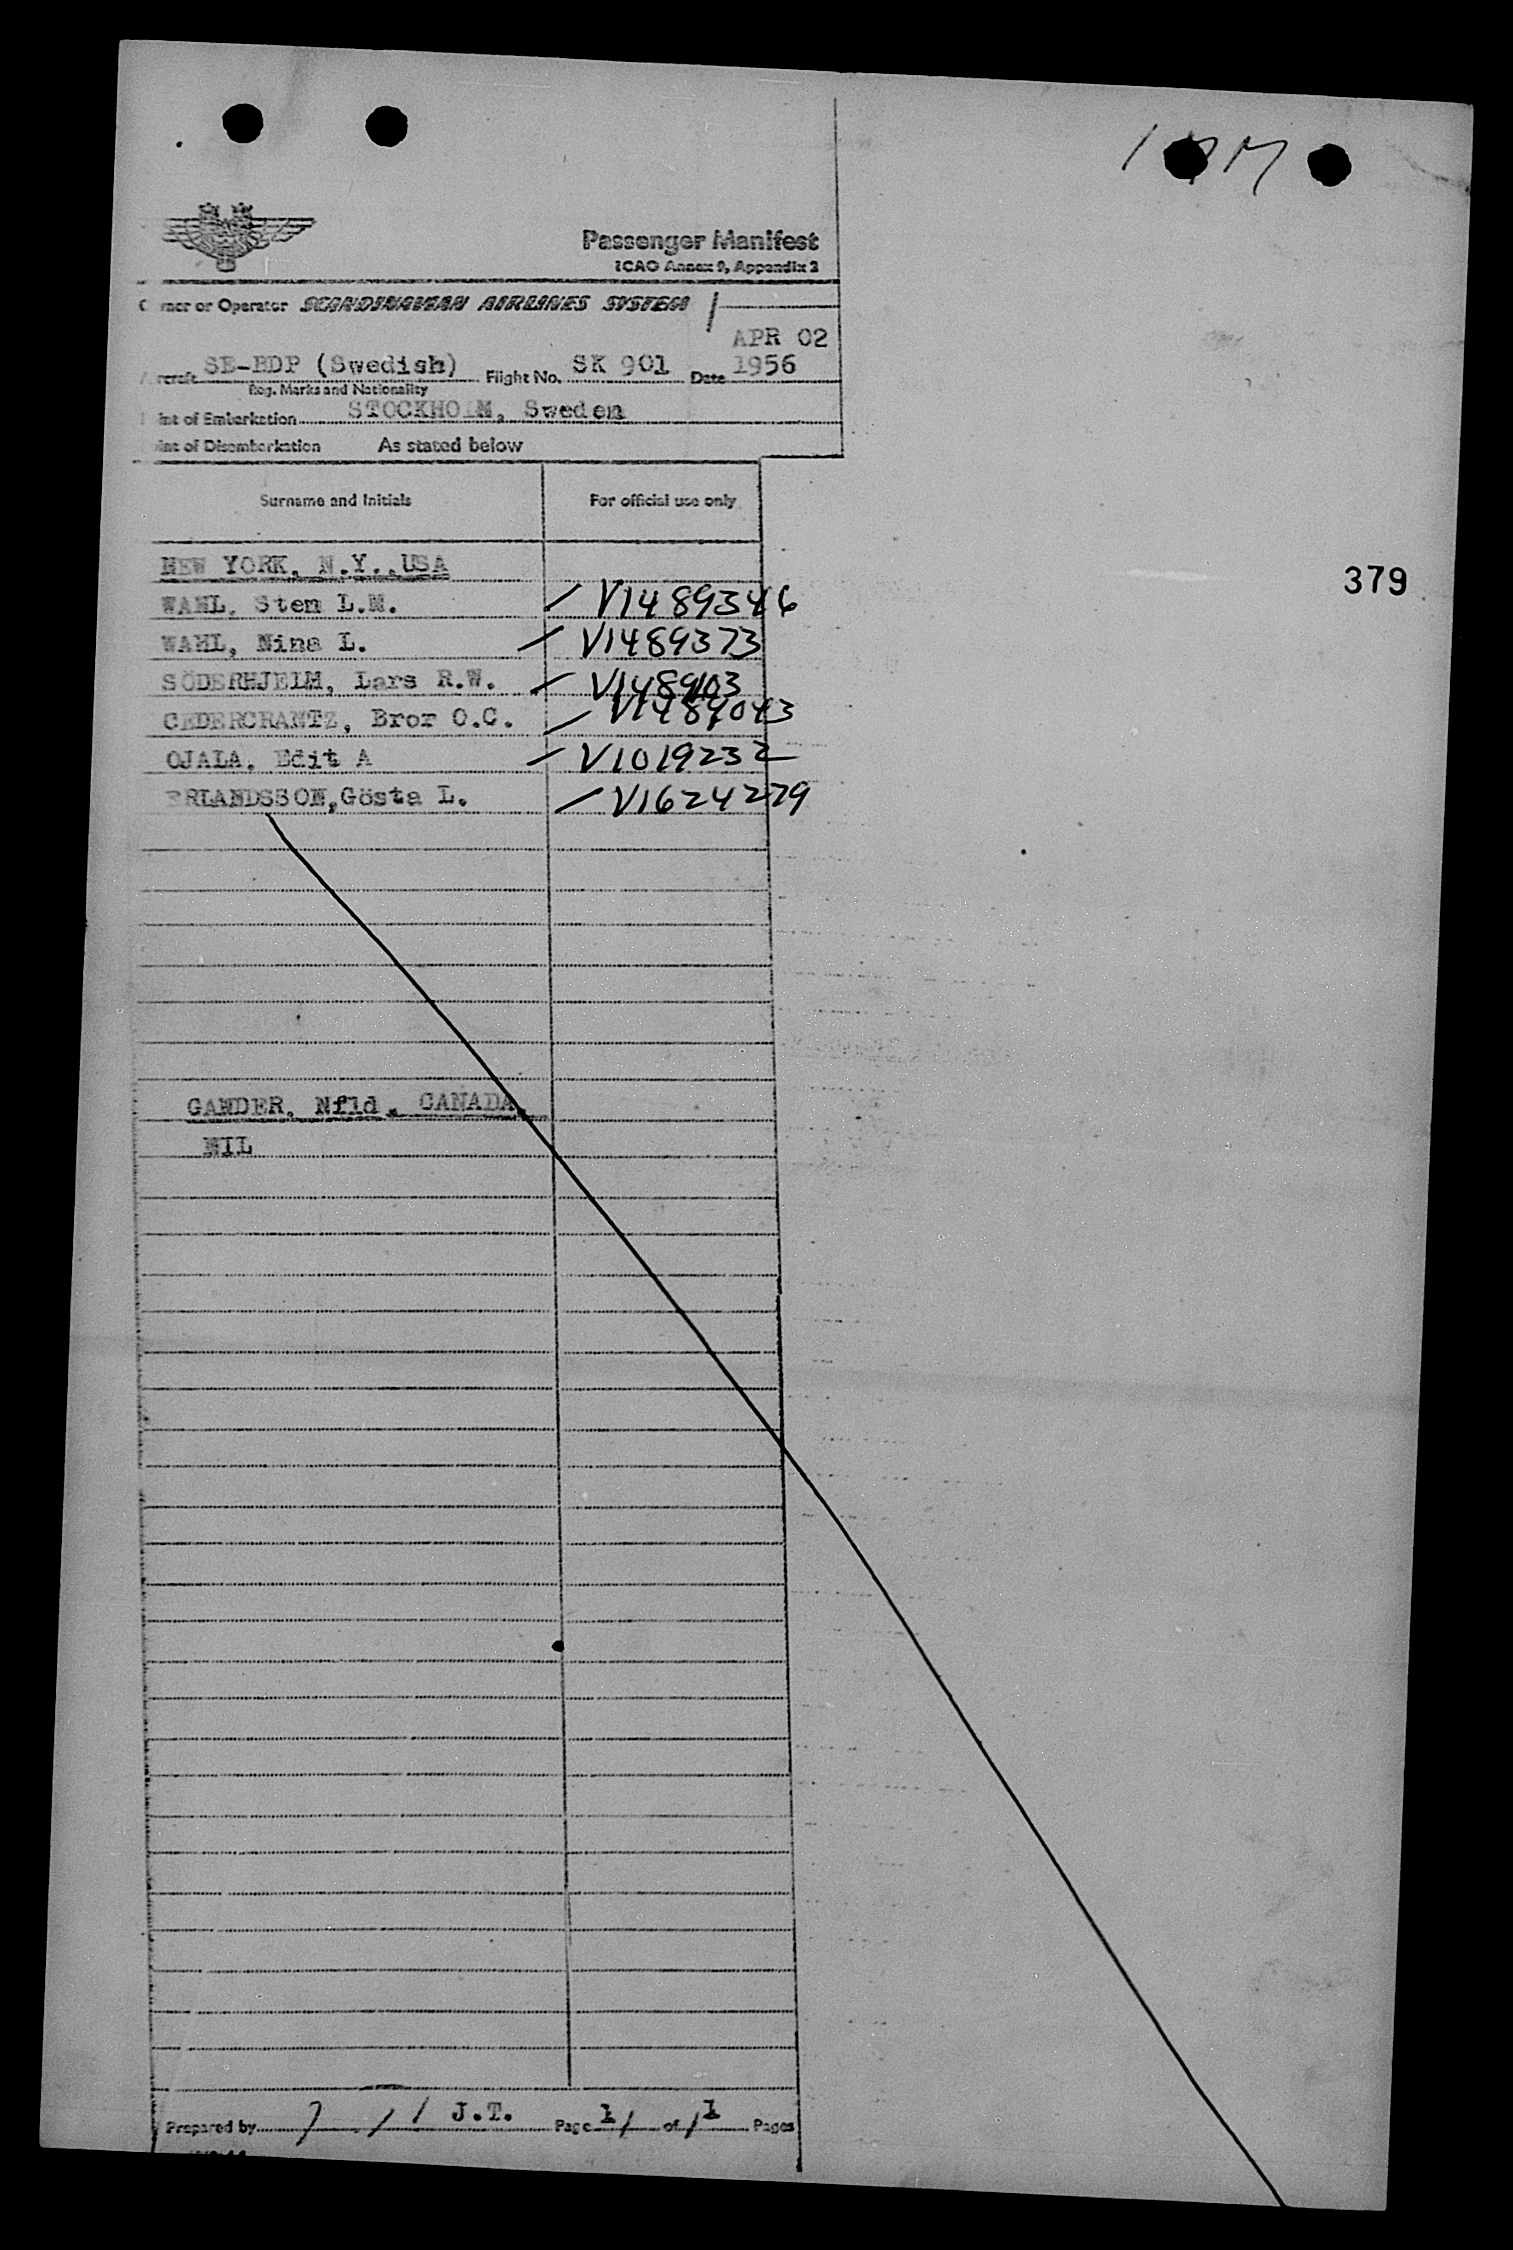 Passenger Manifest
ICAO Annex 9, Appendix 2
Owner or Operator SCANDINAVIAN AIRLINES SYSTEM
APR 02
Aircraft SE-BDP (Swedish) Flight No. SK 901 Date 1956
Reg. Marks and Nationality
Point of Embarkation STOCKHOLM, Sweden
Point of Disembarkation As stated below
Surname and Initials For official use only
NEW YORK, N.Y., USA
379
WAHL, Sten L.M. V1489346
WAHL, Nina L. V1489373
SÖDERHJELM, Lars R.W. V1489103
CEDERCRANTZ, Bror O.C. V1489043
OJALA, Edit A V1019232
ERLANDSSON, Gösta L. V1624279
GANDER, Nfld. CANADA.
NIL
Prepared by J.T. Page 1 of 1 Pages